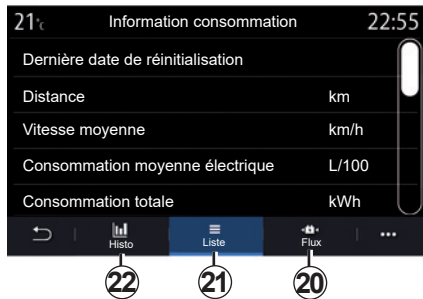 21°c Information consommation 22:55
Dernière date de réinitialisation
Distance km
Vitesse moyenne km/h
Consommation moyenne électrique L/100
Consommation totale kWh
Histo Liste Flux
22 21 20